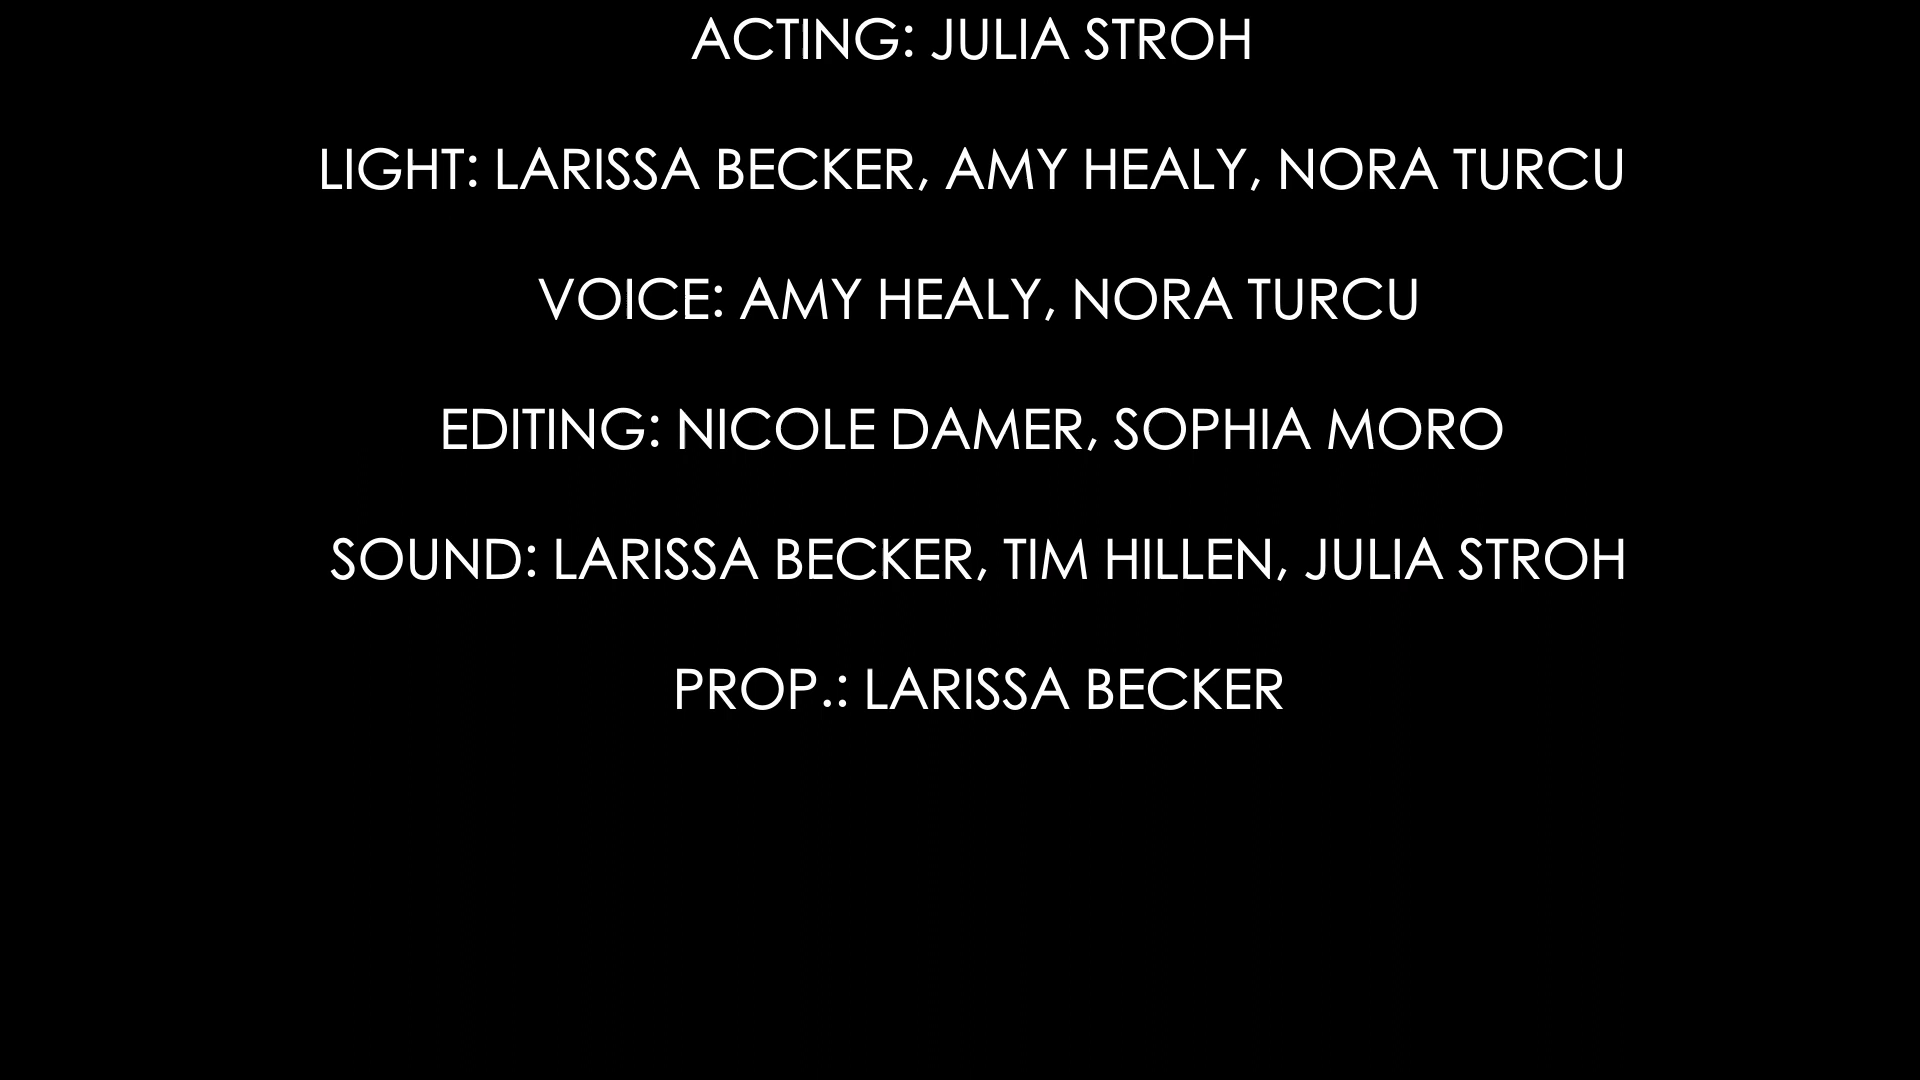 ACTING: JULIA STROH
LIGHT: LARISSA BECKER, AMY HEALY, NORA TURCU
VOICE: AMY HEALY, NORA TURCU
EDITING: NICOLE DAMER, SOPHIA MORO
SOUND: LARISSA BECKER, TIM HILLEN, JULIA STROH
PROP.: LARISSA BECKER